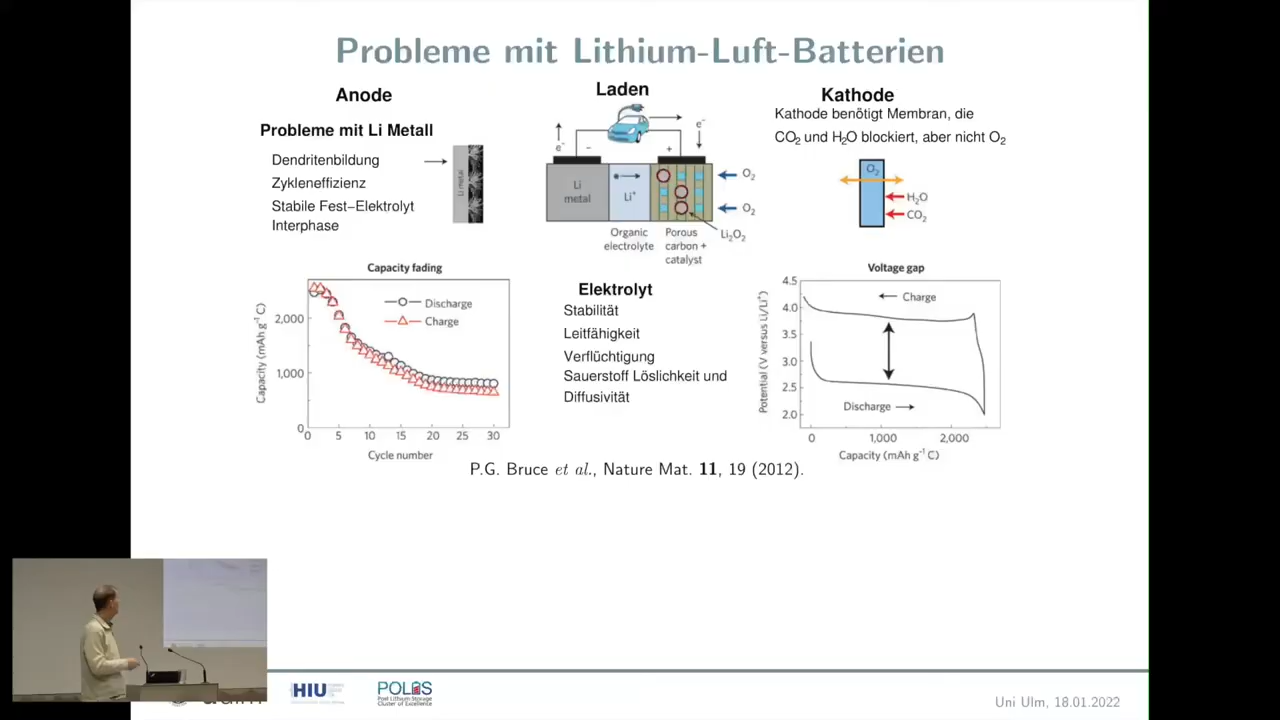 Probleme mit Lithium-Luft-Batterien
Anode
Probleme mit Li Metall
Dendritenbildung
Zykleneffizienz
Stabile Fest-Elektrolyt
Interphase
Li metal
Laden
e-
e-
−
+
Li
metal
Li+
O2
O2
Organic
electrolyte
Porous
carbon +
catalyst
Li2O2
Kathode
Kathode benötigt Membran, die
CO2 und H2O blockiert, aber nicht O2
O2
H2O
CO2
Capacity fading
Discharge
Charge
Capacity (mAh g-1 C)
2,000
1,000
0
0 5 10 15 20 25 30
Cycle number
Elektrolyt
Stabilität
Leitfähigkeit
Verflüchtigung
Sauerstoff Löslichkeit und
Diffusivität
Voltage gap
Charge
Discharge
Potential (V versus Li/Li+)
4.5
4.0
3.5
3.0
2.5
2.0
0 1,000 2,000
Capacity (mAh g-1 C)
P.G. Bruce et al., Nature Mat. 11, 19 (2012).
HIU
POLiS
Post Lithium Storage
Cluster of Excellence
Uni Ulm, 18.01.2022